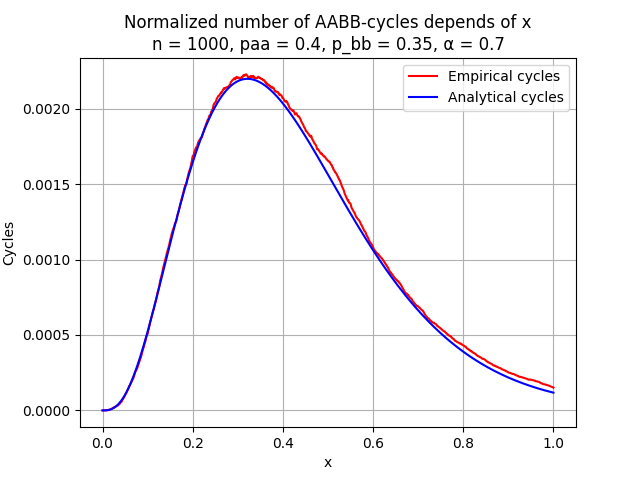 Normalized number of AABB-cycles depends of x
n = 1000, paa = 0.4, p_bb = 0.35, α = 0.7
Empirical cycles
Analytical cycles
0.0020
0.0015
0.0010
0.0005
0.0000
Cycles
0.0 0.2 0.4 0.6 0.8 1.0
x